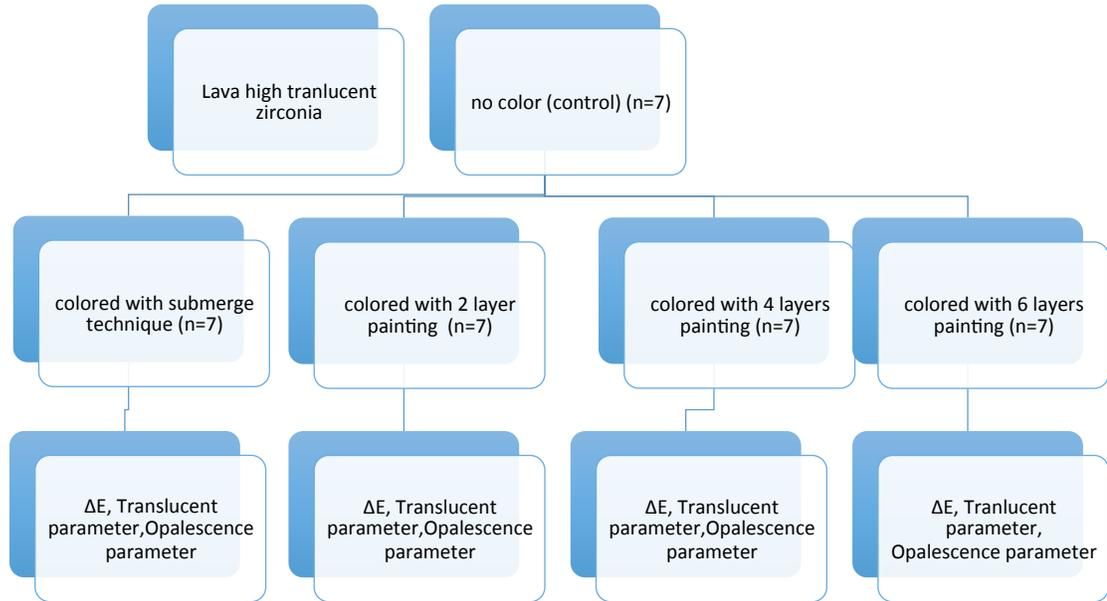 Lava high tranlucent
zirconia
no color (control) (n=7)
colored with submerge
technique (n=7)
colored with 2 layer
painting (n=7)
colored with 4 layers
painting (n=7)
colored with 6 layers
painting (n=7)
ΔE, Translucent
parameter,Opalescence
parameter
ΔE, Translucent
parameter,Opalescence
parameter
ΔE, Translucent
parameter,Opalescence
parameter
ΔE, Tranlucent
parameter,
Opalescence parameter